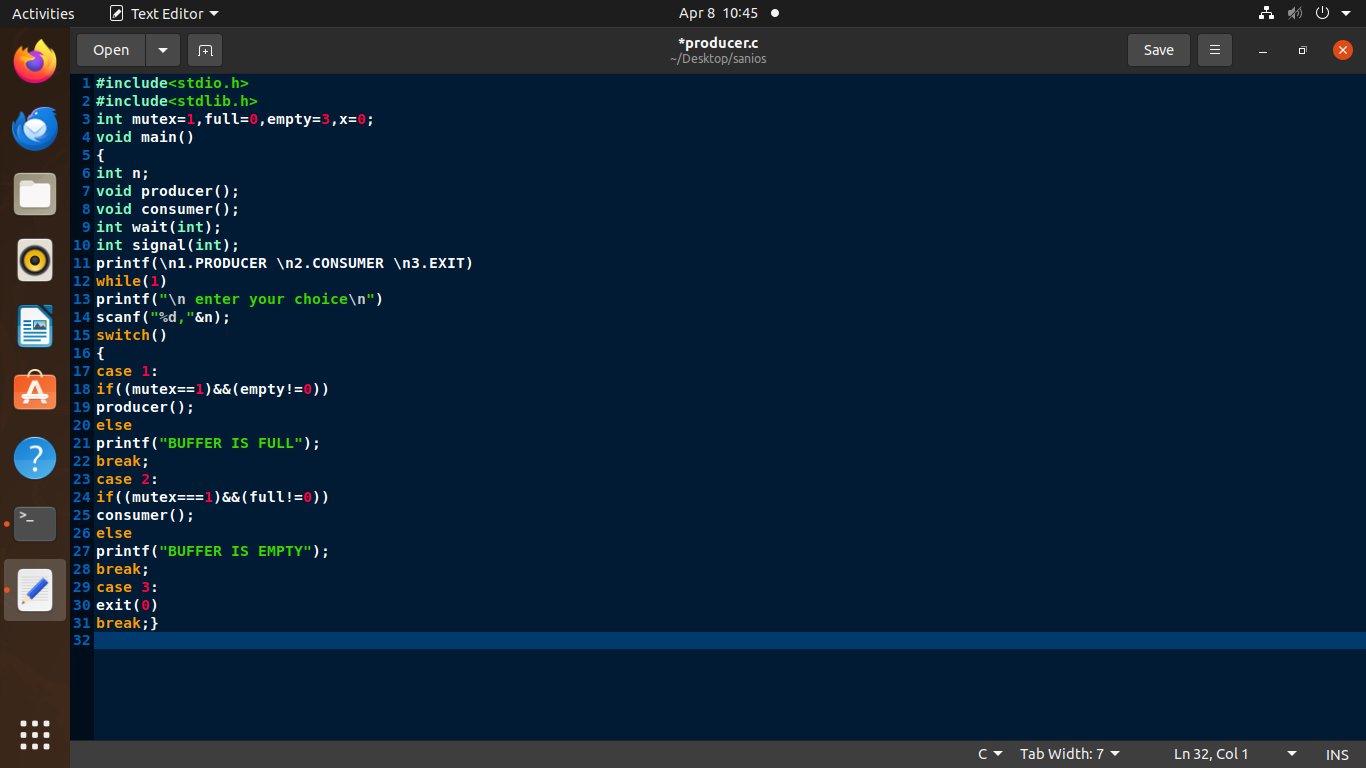 Activities Text Editor Apr 8 10:45
Open *producer.c Save
~/Desktop/sanios
1 #include<stdio.h>
2 #include<stdlib.h>
3 int mutex=1,full=0,empty=3,x=0;
4 void main()
5 {
6 int n;
7 void producer();
8 void consumer();
9 int wait(int);
10 int signal(int);
11 printf(\n1.PRODUCER \n2.CONSUMER \n3.EXIT)
12 while(1)
13 printf("\n enter your choice\n")
14 scanf("%d,"&n);
15 switch()
16 {
17 case 1:
18 if((mutex==1)&&(empty!=0))
19 producer();
20 else
21 printf("BUFFER IS FULL");
22 break;
23 case 2:
24 if((mutex===1)&&(full!=0))
25 consumer();
26 else
27 printf("BUFFER IS EMPTY");
28 break;
29 case 3:
30 exit(0)
31 break;}
32
C Tab Width: 7 Ln 32, Col 1 INS